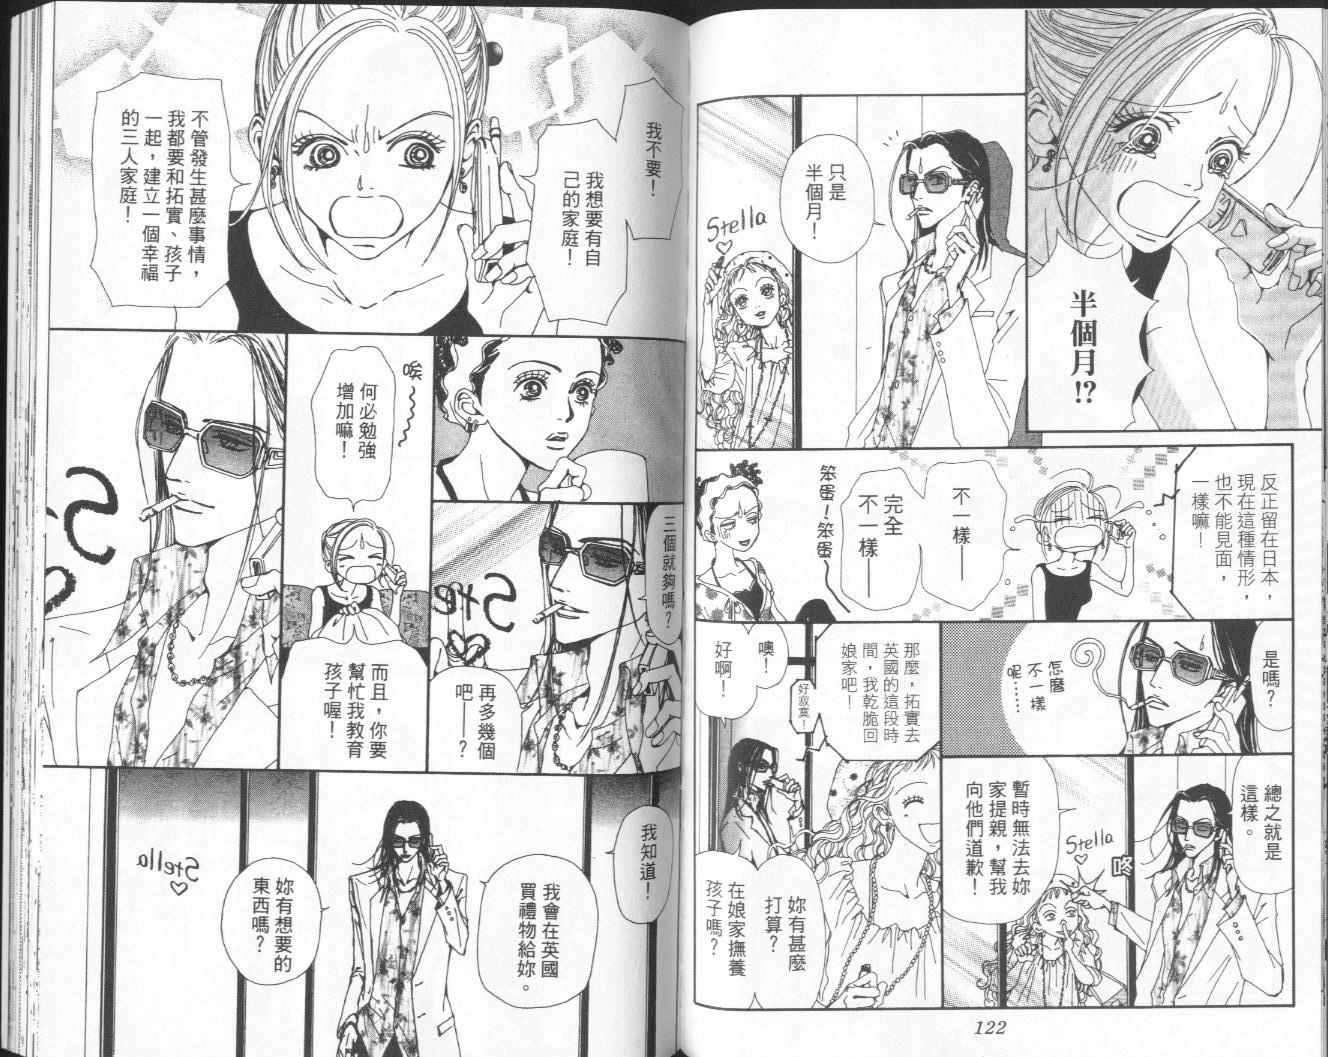 半個月!?
只是
半個月！
Stella
反正留在日本，
現在這種情形，
也不能見面，
一樣嘛！
不一樣——
完全
不一樣——
笨蛋！笨蛋～
是嗎？
怎麼
不一樣
呢……
那麼，拓實去
英國的這段時
間，我乾脆回
娘家吧！
好寂寞！
噢！
好啊！
總之就是
這樣。
咚
Stella
暫時無法去妳
家提親，幫我
向他們道歉！
妳有甚麼
打算？
在娘家撫養
孩子嗎？
122
我不要！
我想要有自
己的家庭！
不管發生甚麼事情，
我都要和拓實、孩子
一起，建立一個幸福
的三人家庭！
三個就夠嗎？
再多幾個
吧——？
Ste
唉～
何必勉強
增加嘛！
而且，你要
幫忙我教育
孩子喔！
S
我知道！
我會在英國
買禮物給妳。
妳有想要的
東西嗎？
Stella